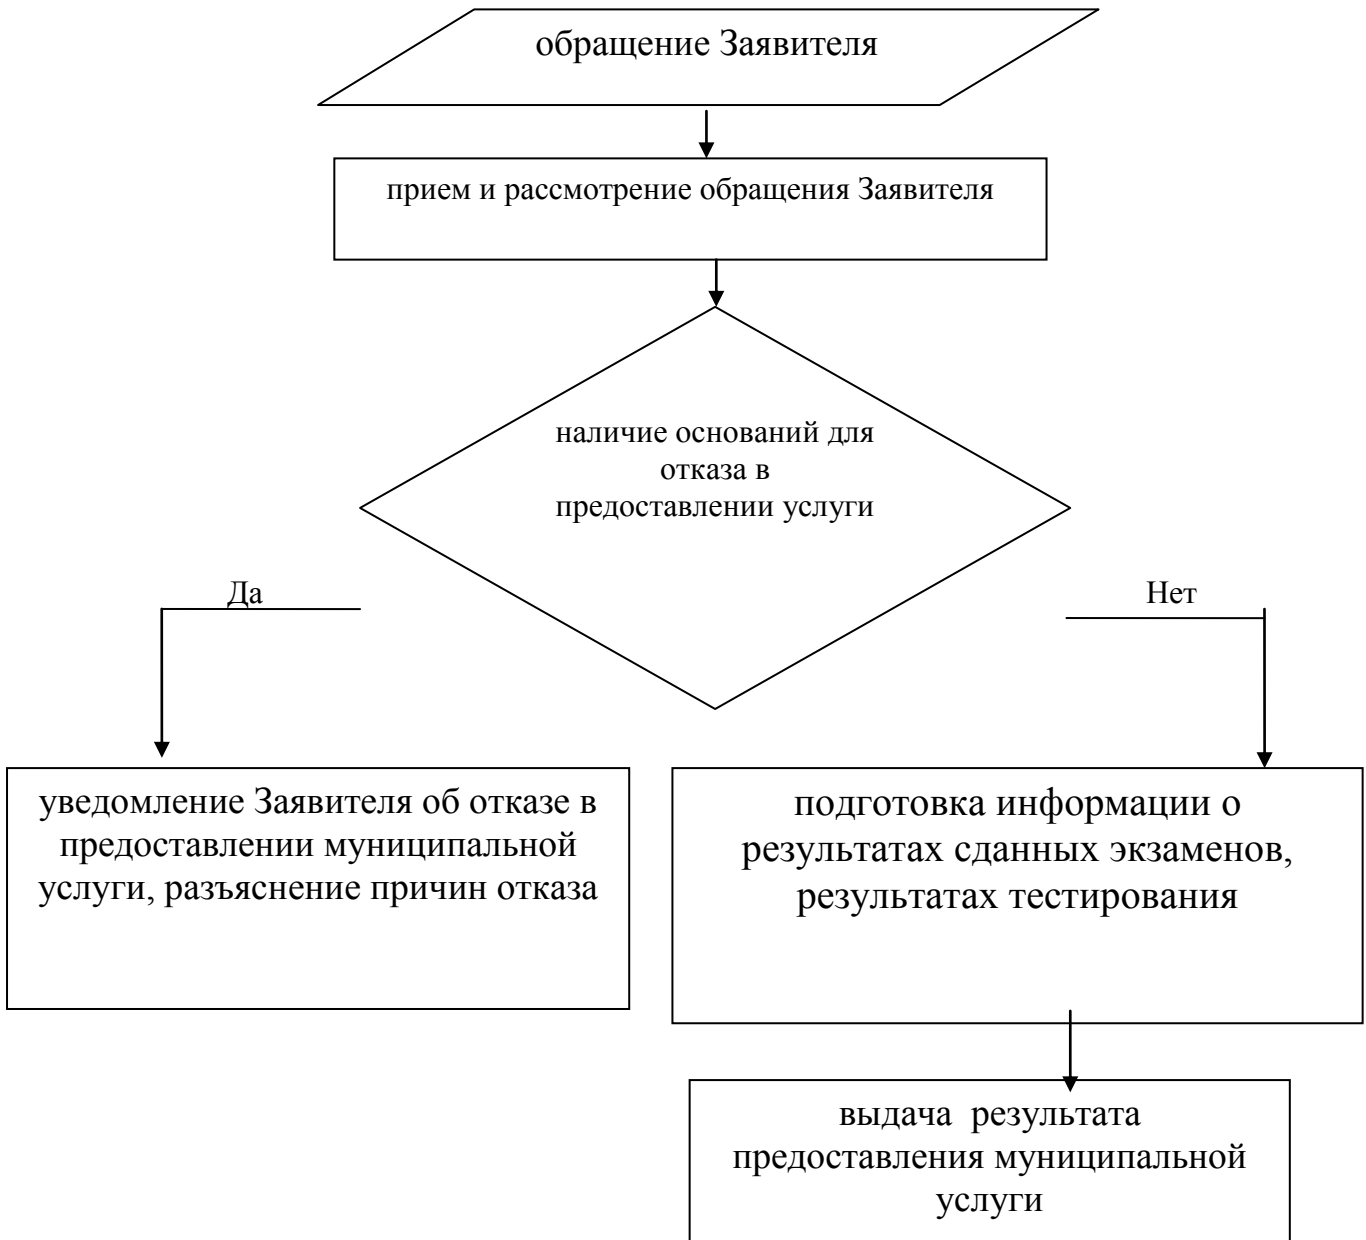 обращение Заявителя
прием и рассмотрение обращения Заявителя
наличие оснований для
отказа в
предоставлении услуги
Да
Нет
уведомление Заявителя об отказе в
предоставлении муниципальной
услуги, разъяснение причин отказа
подготовка информации о
результатах сданных экзаменов,
результатах тестирования
выдача результата
предоставления муниципальной
услуги